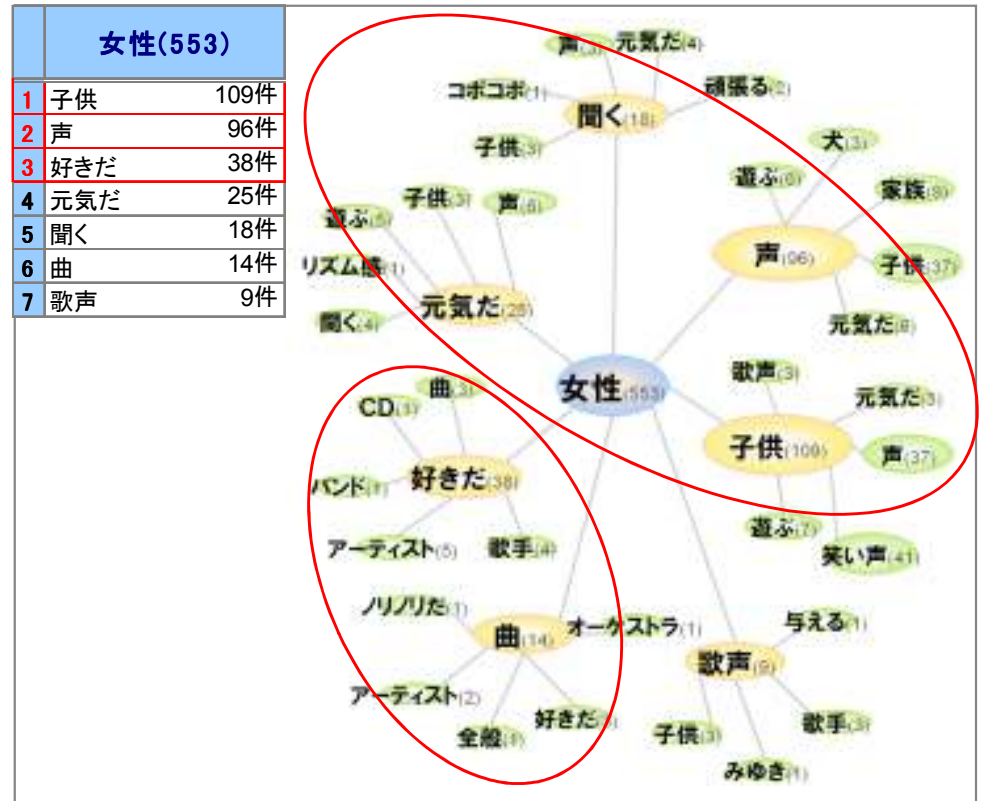 女性(553)
1 子供 109件
2 声 96件
3 好きだ 38件
4 元気だ 25件
5 聞く 18件
6 曲 14件
7 歌声 9件
声(3)
元気だ(4)
コボコボ(1)
頑張る(2)
聞く(18)
子供(3)
犬(3)
遊ぶ(6)
家族(8)
声(96)
子供(37)
元気だ(8)
子供(3)
声(6)
遊ぶ(5)
リズム感(1)
元気だ(25)
聞く(4)
女性(553)
歌声(3)
元気だ
子供(109)
声(37)
遊ぶ(7)
笑い声(41)
曲(3)
CD
好きだ(38)
バンド(1)
アーティスト(5)
歌手(4)
ノリノリだ(1)
曲(14)
オーケストラ(1)
アーティスト(2)
全般
好きだ
与える(1)
歌声(9)
子供(3)
歌手(3)
みゆき(1)